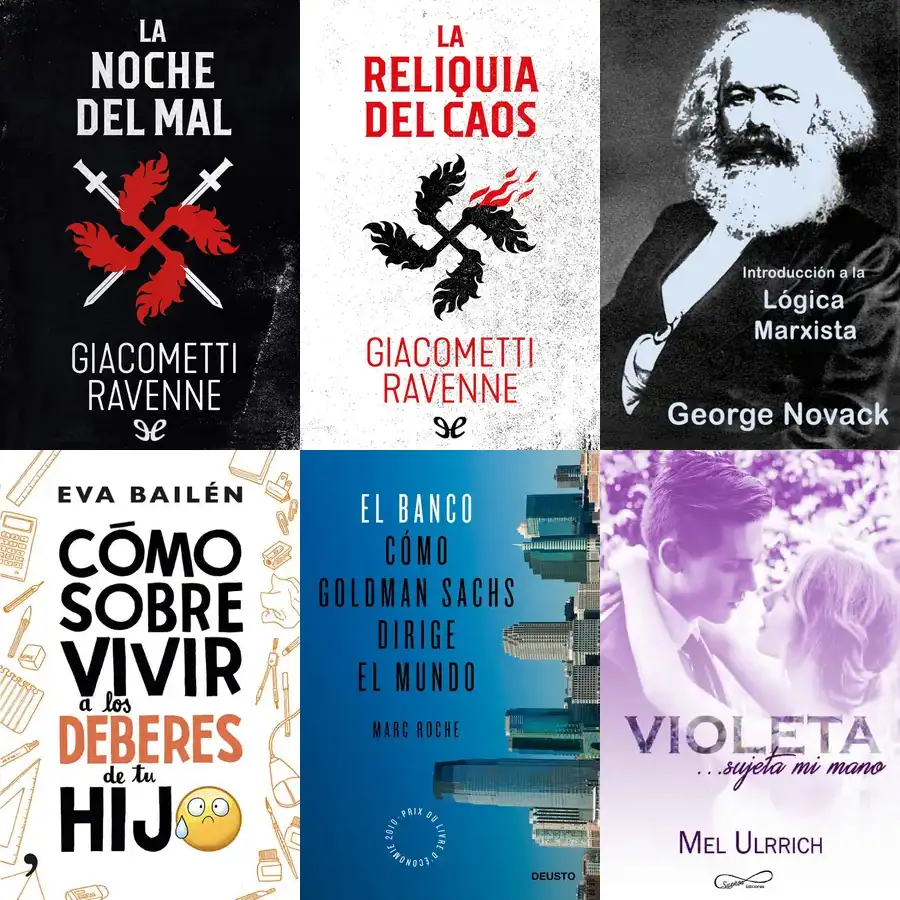 LA
NOCHE
DEL MAL
GIACOMETTI
RAVENNE
LA
RELIQUIA
DEL CAOS
GIACOMETTI
RAVENNE
Introducción a la
Lógica
Marxista
George Novack
EVA BAILÉN
CÓMO
SOBRE
VIVIR
a los
DEBERES
de tu
HIJO
EL BANCO
CÓMO
GOLDMAN SACHS
DIRIGE
EL MUNDO
MARC ROCHE
·PRIX DU LIVRE D'ÉCONOMIE 2010
DEUSTO
VIOLETA
...sujeta mi mano
MEL ULRRICH
Ediciones